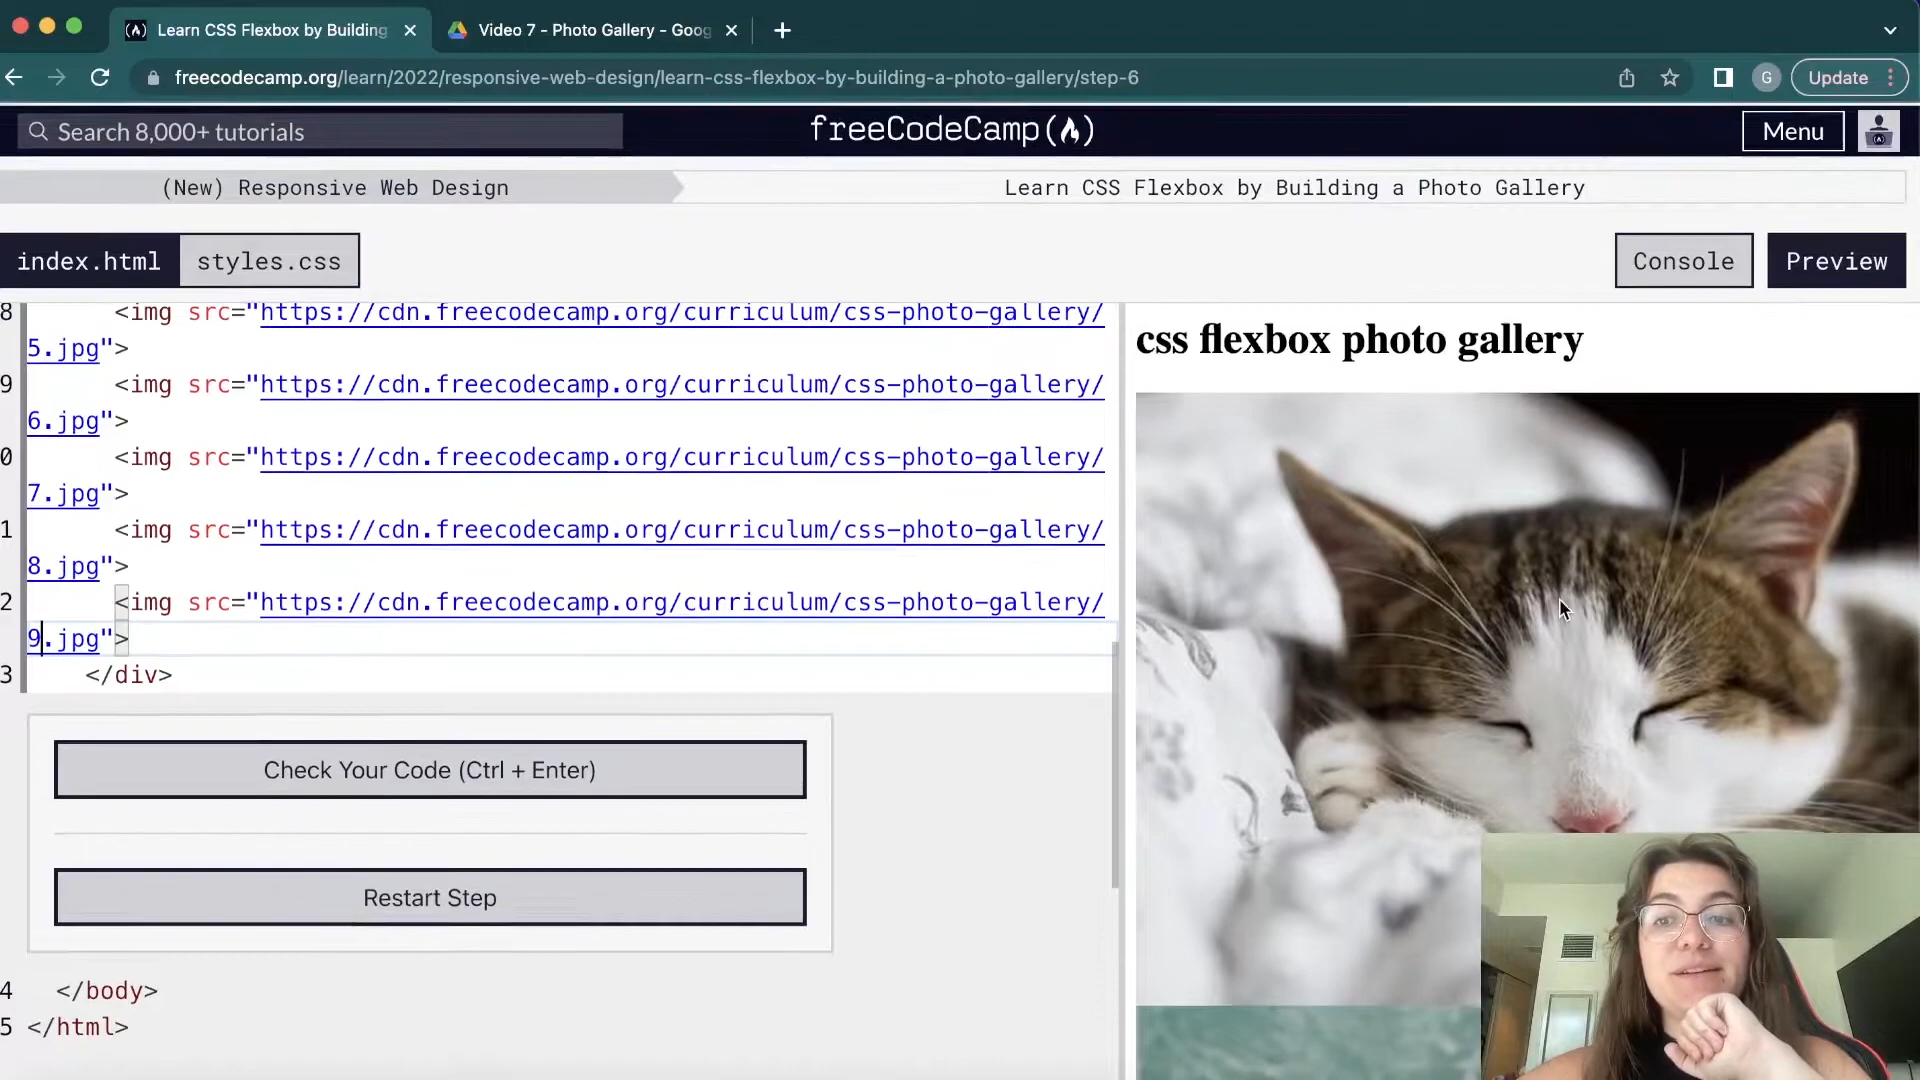 Learn CSS Flexbox by Building
Video 7 - Photo Gallery - Goog
freecodecamp.org/learn/2022/responsive-web-design/learn-css-flexbox-by-building-a-photo-gallery/step-6
G
Update
Search 8,000+ tutorials
freeCodeCamp(🔥)
Menu
(New) Responsive Web Design
Learn CSS Flexbox by Building a Photo Gallery
index.html
styles.css
Console
Preview
8 <img src="https://cdn.freecodecamp.org/curriculum/css-photo-gallery/
5.jpg">
9 <img src="https://cdn.freecodecamp.org/curriculum/css-photo-gallery/
6.jpg">
0 <img src="https://cdn.freecodecamp.org/curriculum/css-photo-gallery/
7.jpg">
1 <img src="https://cdn.freecodecamp.org/curriculum/css-photo-gallery/
8.jpg">
2 <img src="https://cdn.freecodecamp.org/curriculum/css-photo-gallery/
9.jpg">
3 </div>
Check Your Code (Ctrl + Enter)
Restart Step
4 </body>
5 </html>
css flexbox photo gallery